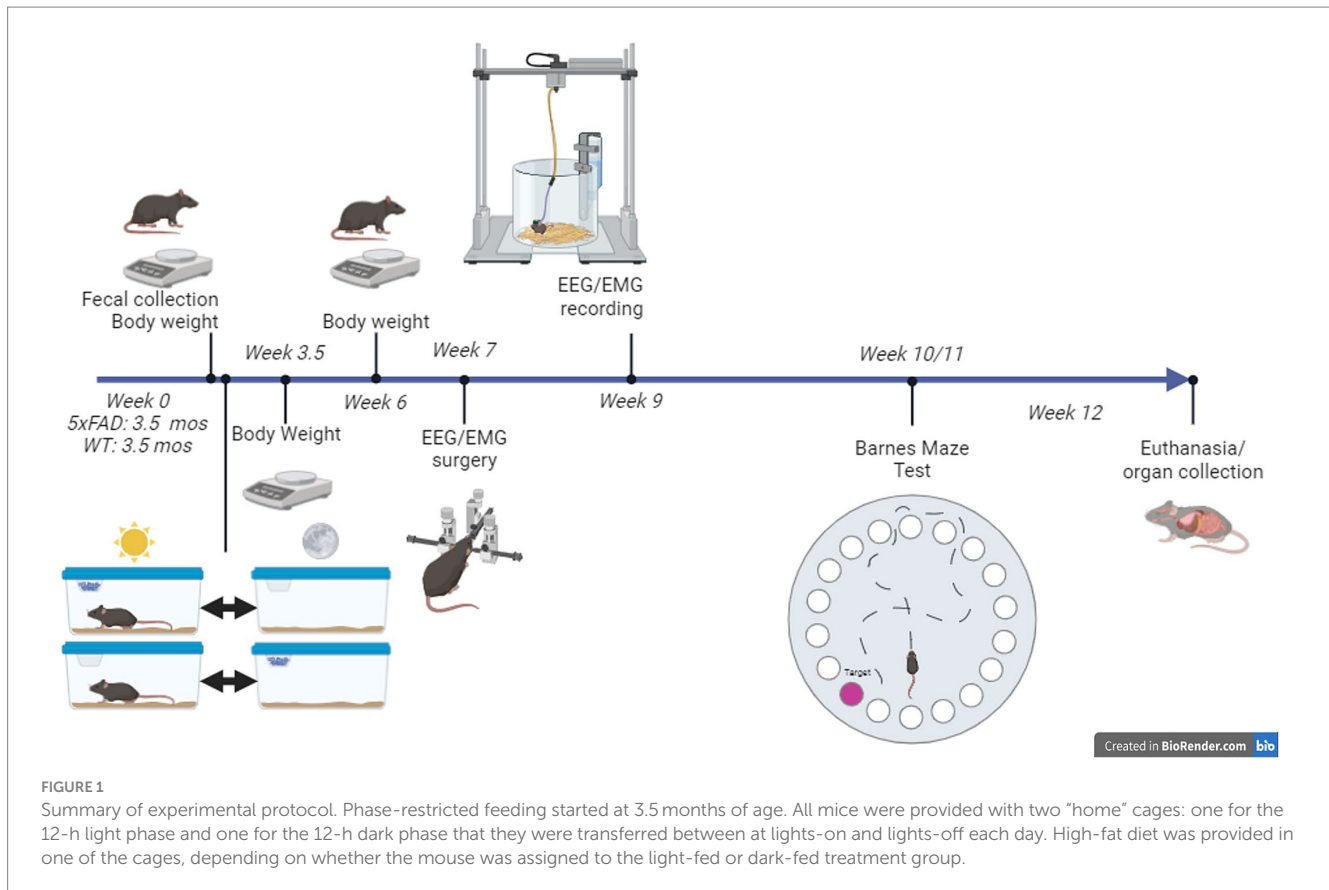 Fecal collection
Body weight
Body weight
EEG/EMG
recording
Week 3.5
Week 7
Week 10/11
Week 0
5xFAD: 3.5 mos
WT: 3.5 mos
Body Weight
Week 6
EEG/EMG
surgery
Week 9
Barnes Maze
Test
Week 12
Euthanasia/
organ collection
Target
Created in BioRender.com bio
FIGURE 1
Summary of experimental protocol. Phase-restricted feeding started at 3.5 months of age. All mice were provided with two “home” cages: one for the
12-h light phase and one for the 12-h dark phase that they were transferred between at lights-on and lights-off each day. High-fat diet was provided in
one of the cages, depending on whether the mouse was assigned to the light-fed or dark-fed treatment group.